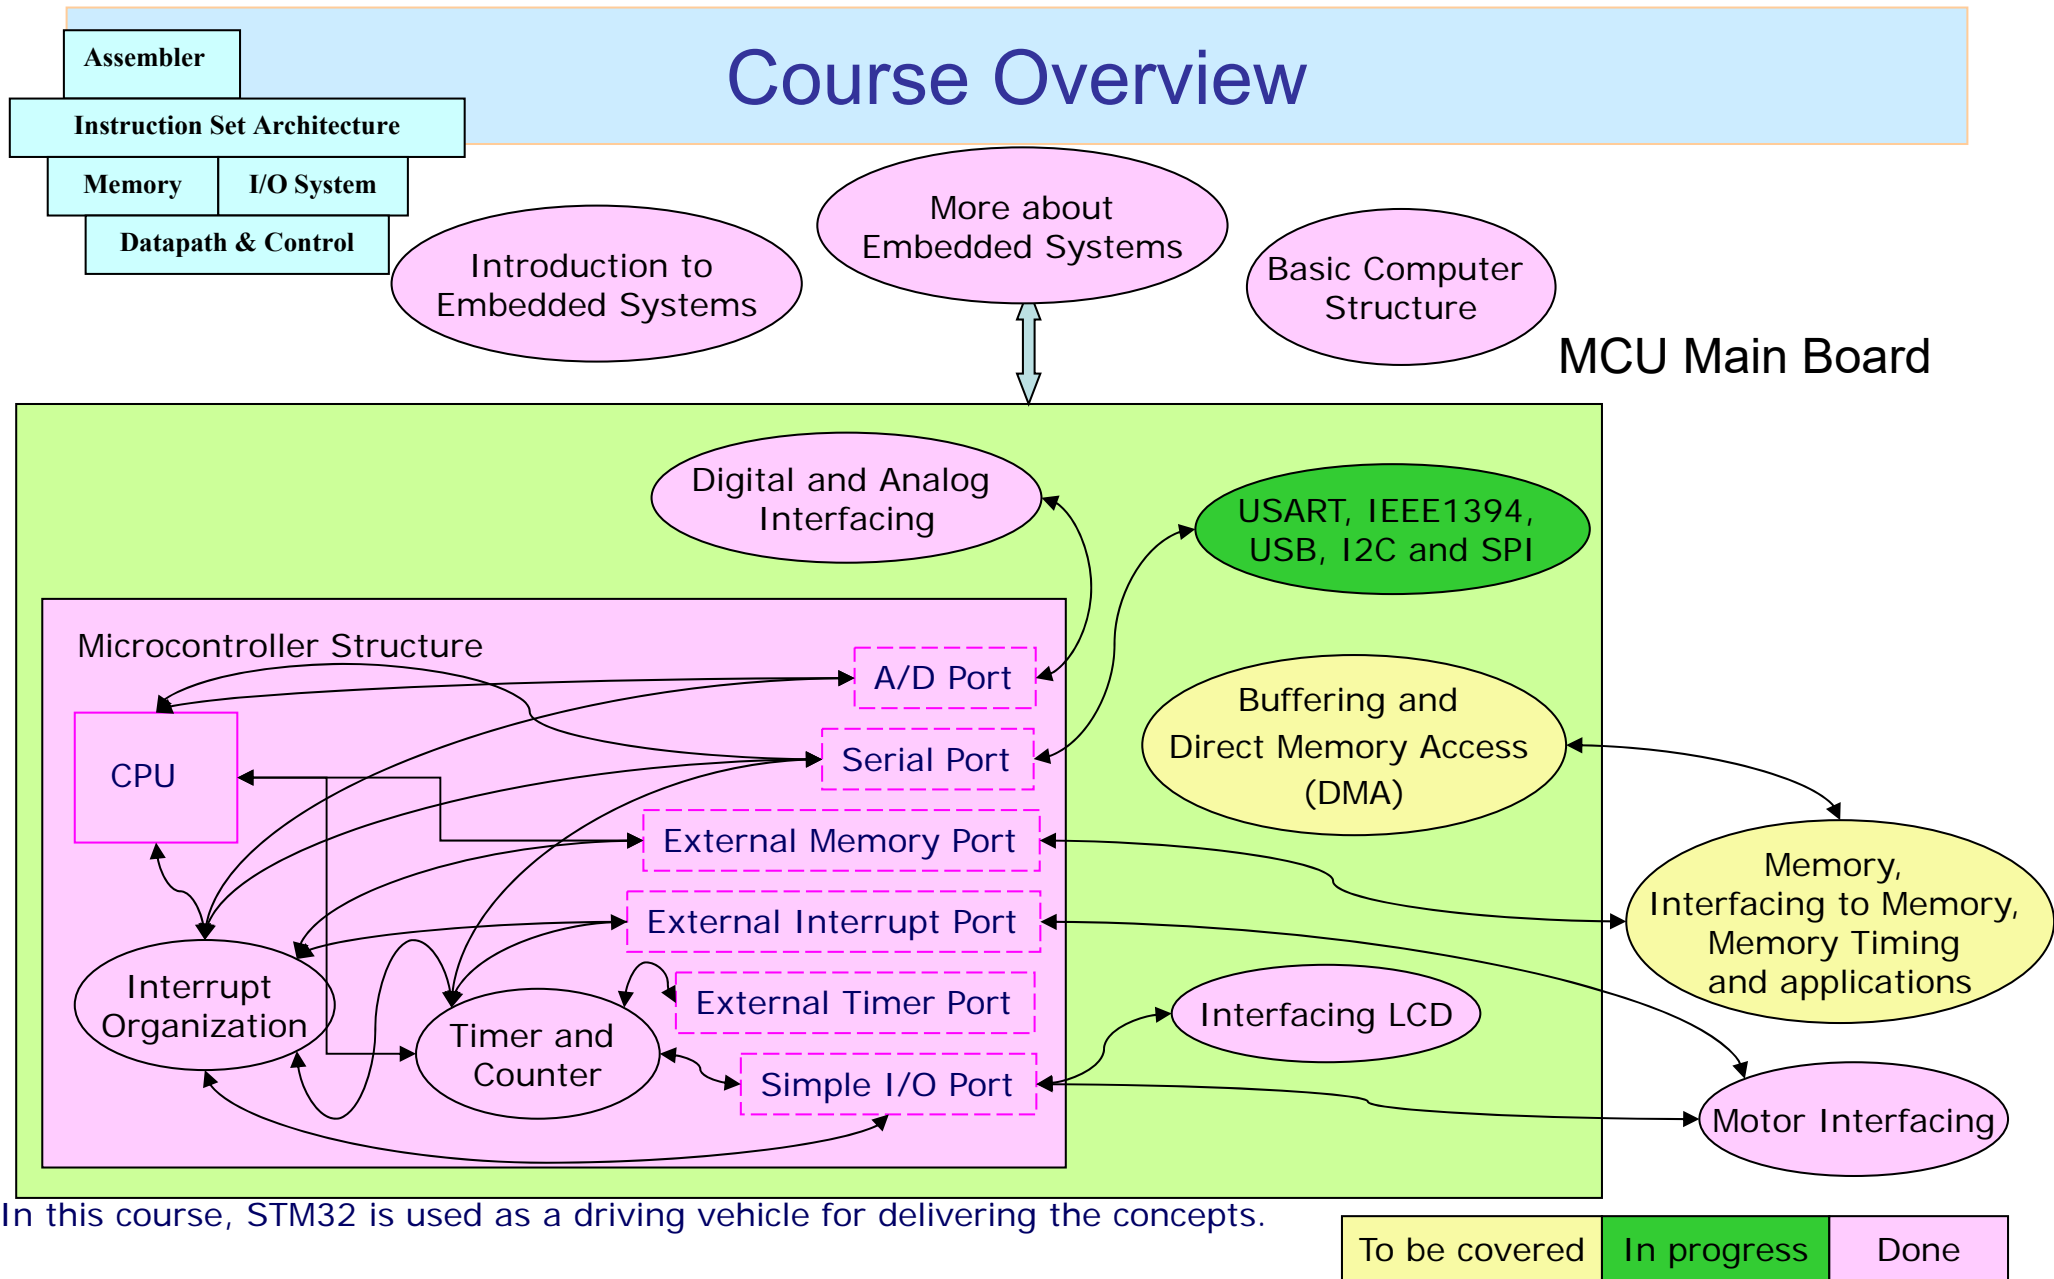 Course Overview
Assembler
Instruction Set Architecture
Memory
I/O System
Datapath & Control
Introduction to
Embedded Systems
More about
Embedded Systems
Basic Computer
Structure
MCU Main Board
Digital and Analog
Interfacing
USART, IEEE1394,
USB, I2C and SPI
Microcontroller Structure
A/D Port
Serial Port
CPU
External Memory Port
External Interrupt Port
External Timer Port
Simple I/O Port
Interrupt
Organization
Timer and
Counter
Buffering and
Direct Memory Access
(DMA)
Memory,
Interfacing to Memory,
Memory Timing
and applications
Interfacing LCD
Motor Interfacing
In this course, STM32 is used as a driving vehicle for delivering the concepts.
To be covered
In progress
Done